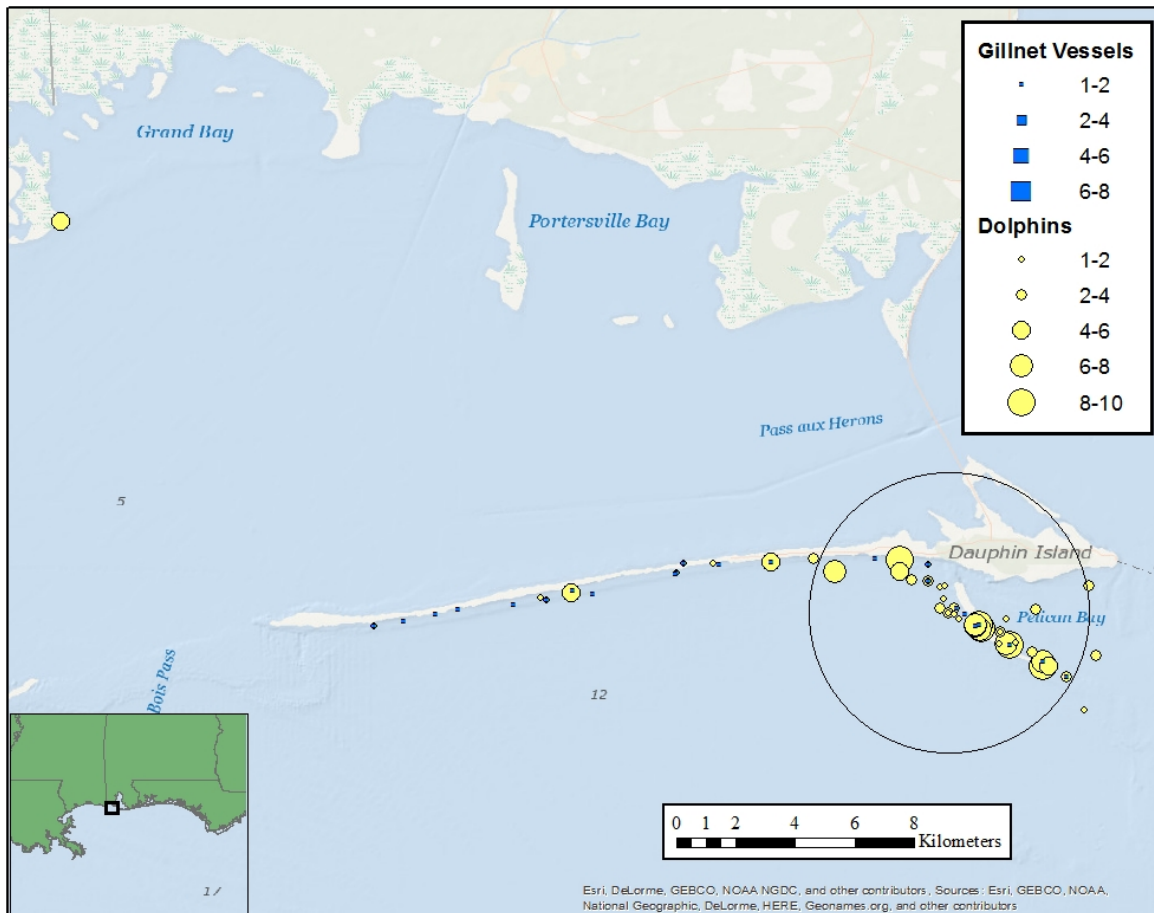 Gillnet Vessels
1-2
2-4
4-6
6-8
Dolphins
1-2
2-4
4-6
6-8
8-10
Grand Bay
Portersville Bay
Pass aux Herons
5
Dauphin Island
Pelican Bay
Bois Pass
12
0 1 2 4 6 8
Kilometers
17
Esri, DeLorme, GEBCO, NOAA NGDC, and other contributors, Sources: Esri, GEBCO, NOAA,
National Geographic, DeLorme, HERE, Geonames.org, and other contributors